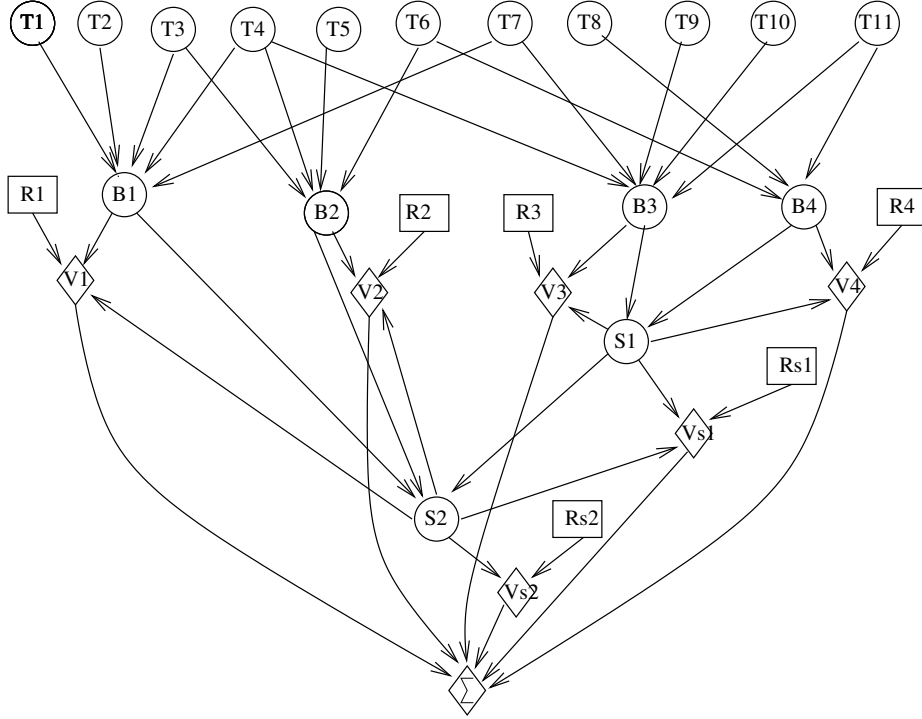 T1 T2 T3 T4 T5 T6 T7 T8 T9 T10 T11
R1 B1 B2 R2 R3 B3 B4 R4
V1 V2 V3 V4
S1
Rs1
Vs1
S2 Rs2
Vs2
Σ